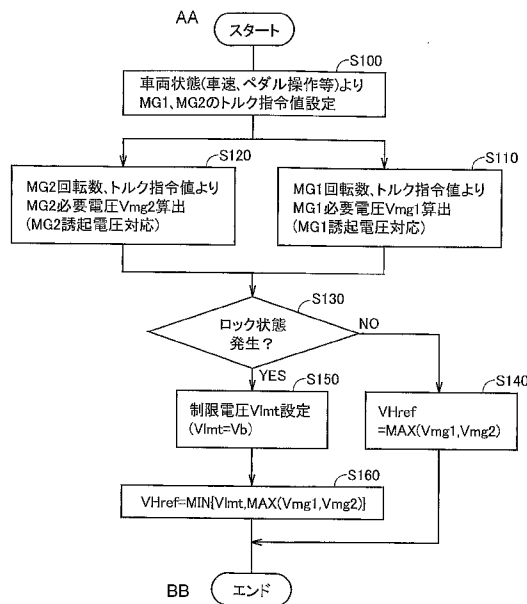 AA
スタート
S100
車両状態(車速、ペダル操作等)より
MG1、MG2のトルク指令値設定
S120
MG2回転数、トルク指令値より
MG2必要電圧Vmg2算出
(MG2誘起電圧対応)
S110
MG1回転数、トルク指令値より
MG1必要電圧Vmg1算出
(MG1誘起電圧対応)
S130
ロック状態
発生?
NO
YES
S150
制限電圧Vlmt設定
(Vlmt=Vb)
S140
VHref
=MAX(Vmg1,Vmg2)
S160
VHref=MIN{Vlmt,MAX(Vmg1,Vmg2)}
BB
エンド